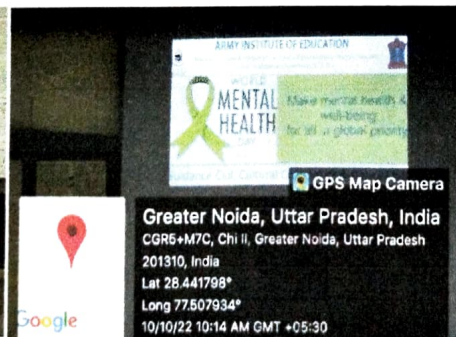 ARMY INSTITUTE OF EDUCATION
WORLD
MENTAL
HEALTH
DAY
Make mental health &
well-being
for all a global priority
GPS Map Camera
Greater Noida, Uttar Pradesh, India
CGR5+M7C, Chi II, Greater Noida, Uttar Pradesh
201310, India
Lat 28.441798°
Long 77.507934°
10/10/22 10:14 AM GMT +05:30
Google